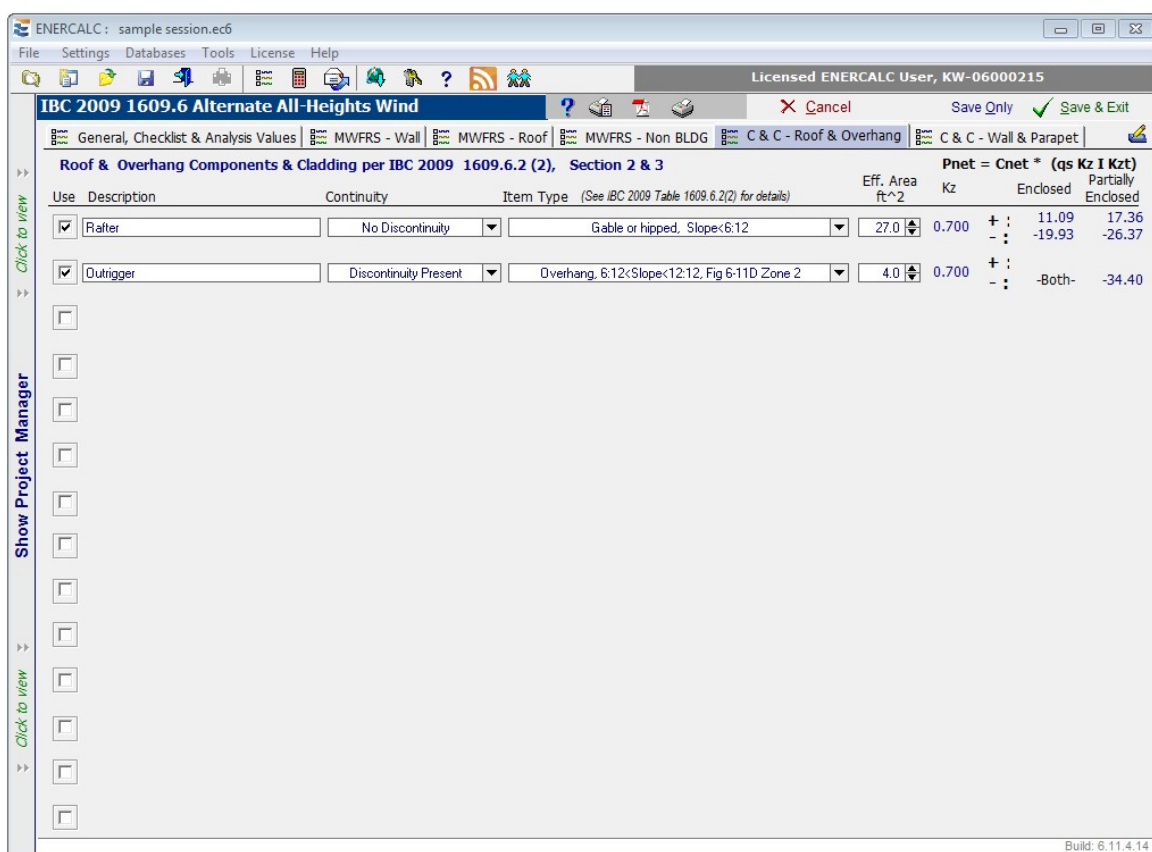 ENERCALC : sample session.ec6
File Settings Databases Tools License Help
Licensed ENERCALC User, KW-06000215
IBC 2009 1609.6 Alternate All-Heights Wind
? Cancel Save Only Save & Exit
General, Checklist & Analysis Values MWFRS - Wall MWFRS - Roof MWFRS - Non BLDG C & C - Roof & Overhang C & C - Wall & Parapet
Roof & Overhang Components & Cladding per IBC 2009 1609.6.2 (2), Section 2 & 3
Pnet = Cnet * (qs Kz I Kzt)
Use Description Continuity Item Type (See IBC 2009 Table 1609.6.2(2) for details) Eff. Area ft^2 Kz Enclosed Partially Enclosed
Rafter No Discontinuity Gable or hipped, Slope<6:12 27.0 0.700 + : 11.09 17.36
- : -19.93 -26.37
Outrigger Discontinuity Present Overhang, 6:12<Slope<12:12, Fig 6-11D Zone 2 4.0 0.700 + :
- : -Both- -34.40
Click to view
Show Project Manager
Click to view
Build: 6.11.4.14